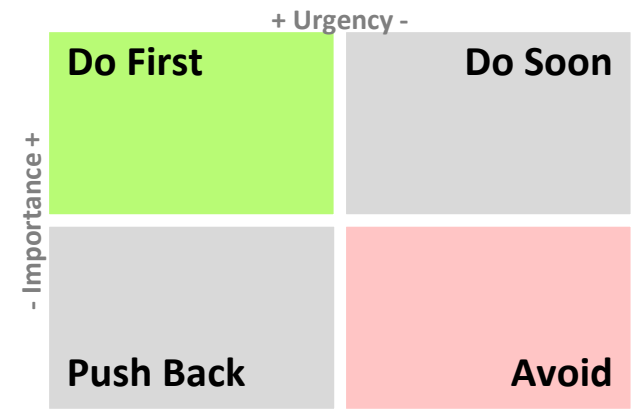 + Urgency -
Do First
Do Soon
- Importance +
Push Back
Avoid